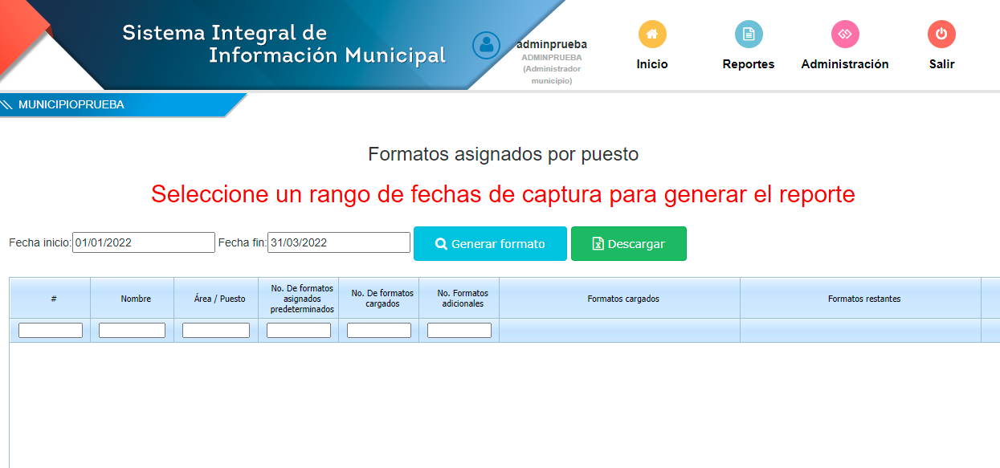 Sistema Integral de
Información Municipal
adminprueba
ADMINPRUEBA
(Administrador
municipio)
Inicio
Reportes
Administración
Salir
MUNICIPIOPRUEBA
Formatos asignados por puesto
Seleccione un rango de fechas de captura para generar el reporte
Fecha inicio: 01/01/2022 Fecha fin: 31/03/2022 Generar formato Descargar
#
Nombre
Área / Puesto
No. De formatos
asignados
predeterminados
No. De formatos
cargados
No. Formatos
adicionales
Formatos cargados
Formatos restantes